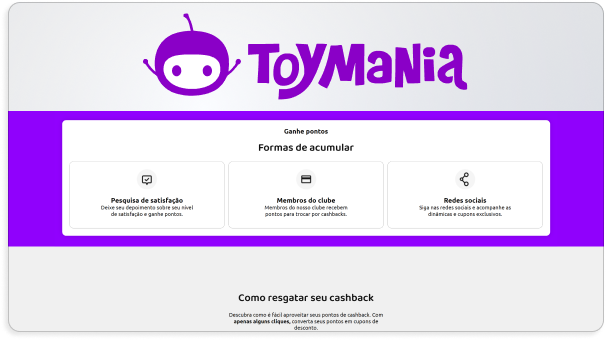 ToyMania
Ganhe pontos
Formas de acumular
Pesquisa de satisfação
Deixe seu depoimento sobre seu nível
de satisfação e ganhe pontos.
Membros do clube
Membros do nosso clube recebem
pontos para trocar por cashbacks.
Redes sociais
Siga nas redes sociais e acompanhe as
dinâmicas e cupons exclusivos.
Como resgatar seu cashback
Descubra como é fácil aproveitar seus pontos de cashback. Com
apenas alguns cliques, converta seus pontos em cupons de
desconto.